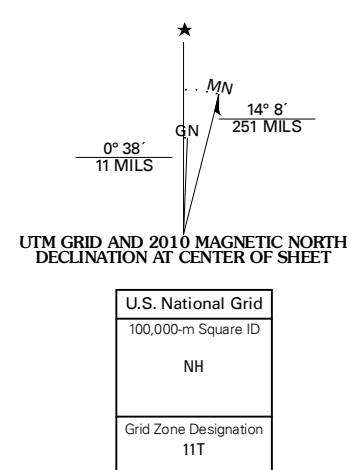 ★
MN
14° 8´
251 MILS
GN
0° 38´
11 MILS
UTM GRID AND 2010 MAGNETIC NORTH
DECLINATION AT CENTER OF SHEET
U.S. National Grid
100,000-m Square ID
NH
Grid Zone Designation
11T